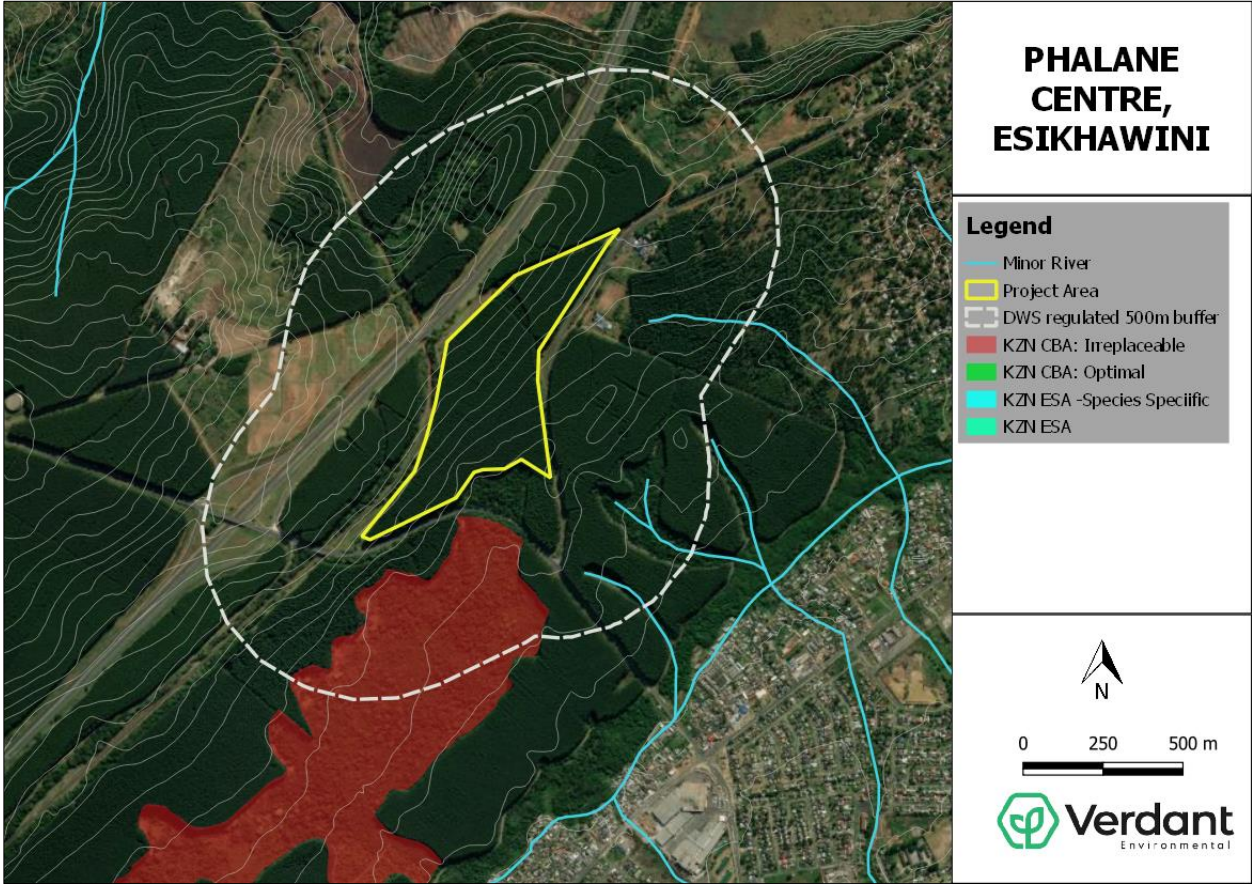 PHALANE
CENTRE,
ESIKHAWINI
Legend
Minor River
Project Area
DWS regulated 500m buffer
KZN CBA: Irreplaceable
KZN CBA: Optimal
KZN ESA -Species Speciific
KZN ESA
N
0 250 500 m
Verdant
Environmental